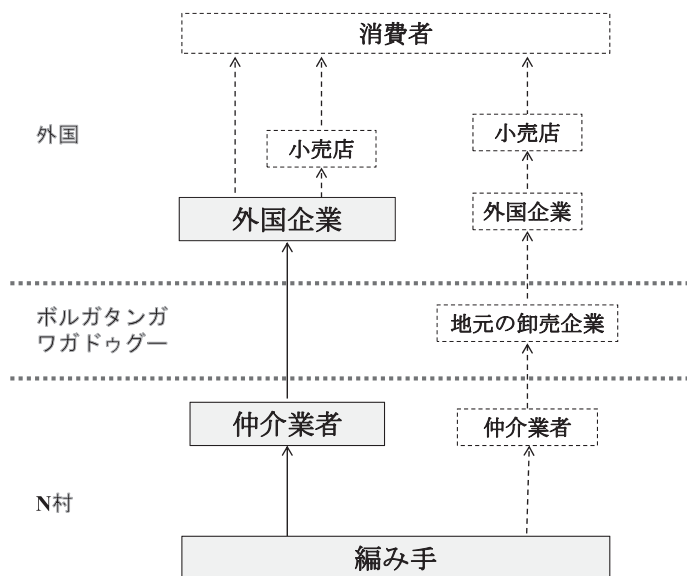 消費者
外国
小売店
小売店
外国企業
外国企業
ボルガタンガ
ワガドゥグー
地元の卸売企業
仲介業者
仲介業者
N村
編み手